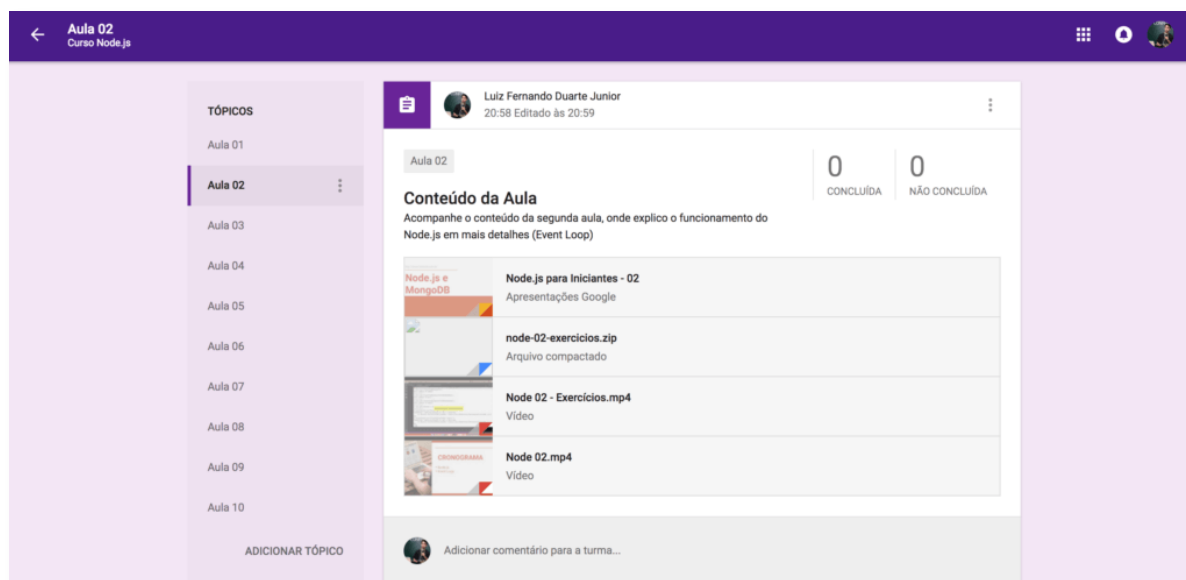 Aula 02
Curso Node.js
TÓPICOS
Aula 01
Aula 02
Aula 03
Aula 04
Aula 05
Aula 06
Aula 07
Aula 08
Aula 09
Aula 10
ADICIONAR TÓPICO
Luiz Fernando Duarte Junior
20:58 Editado às 20:59
Aula 02
0
CONCLUÍDA
0
NÃO CONCLUÍDA
Conteúdo da Aula
Acompanhe o conteúdo da segunda aula, onde explico o funcionamento do
Node.js em mais detalhes (Event Loop)
Node.js e
MongoDB
Node.js para Iniciantes - 02
Apresentações Google
node-02-exercicios.zip
Arquivo compactado
Node 02 - Exercícios.mp4
Vídeo
CRONOGRAMA
Node 02.mp4
Vídeo
Adicionar comentário para a turma...